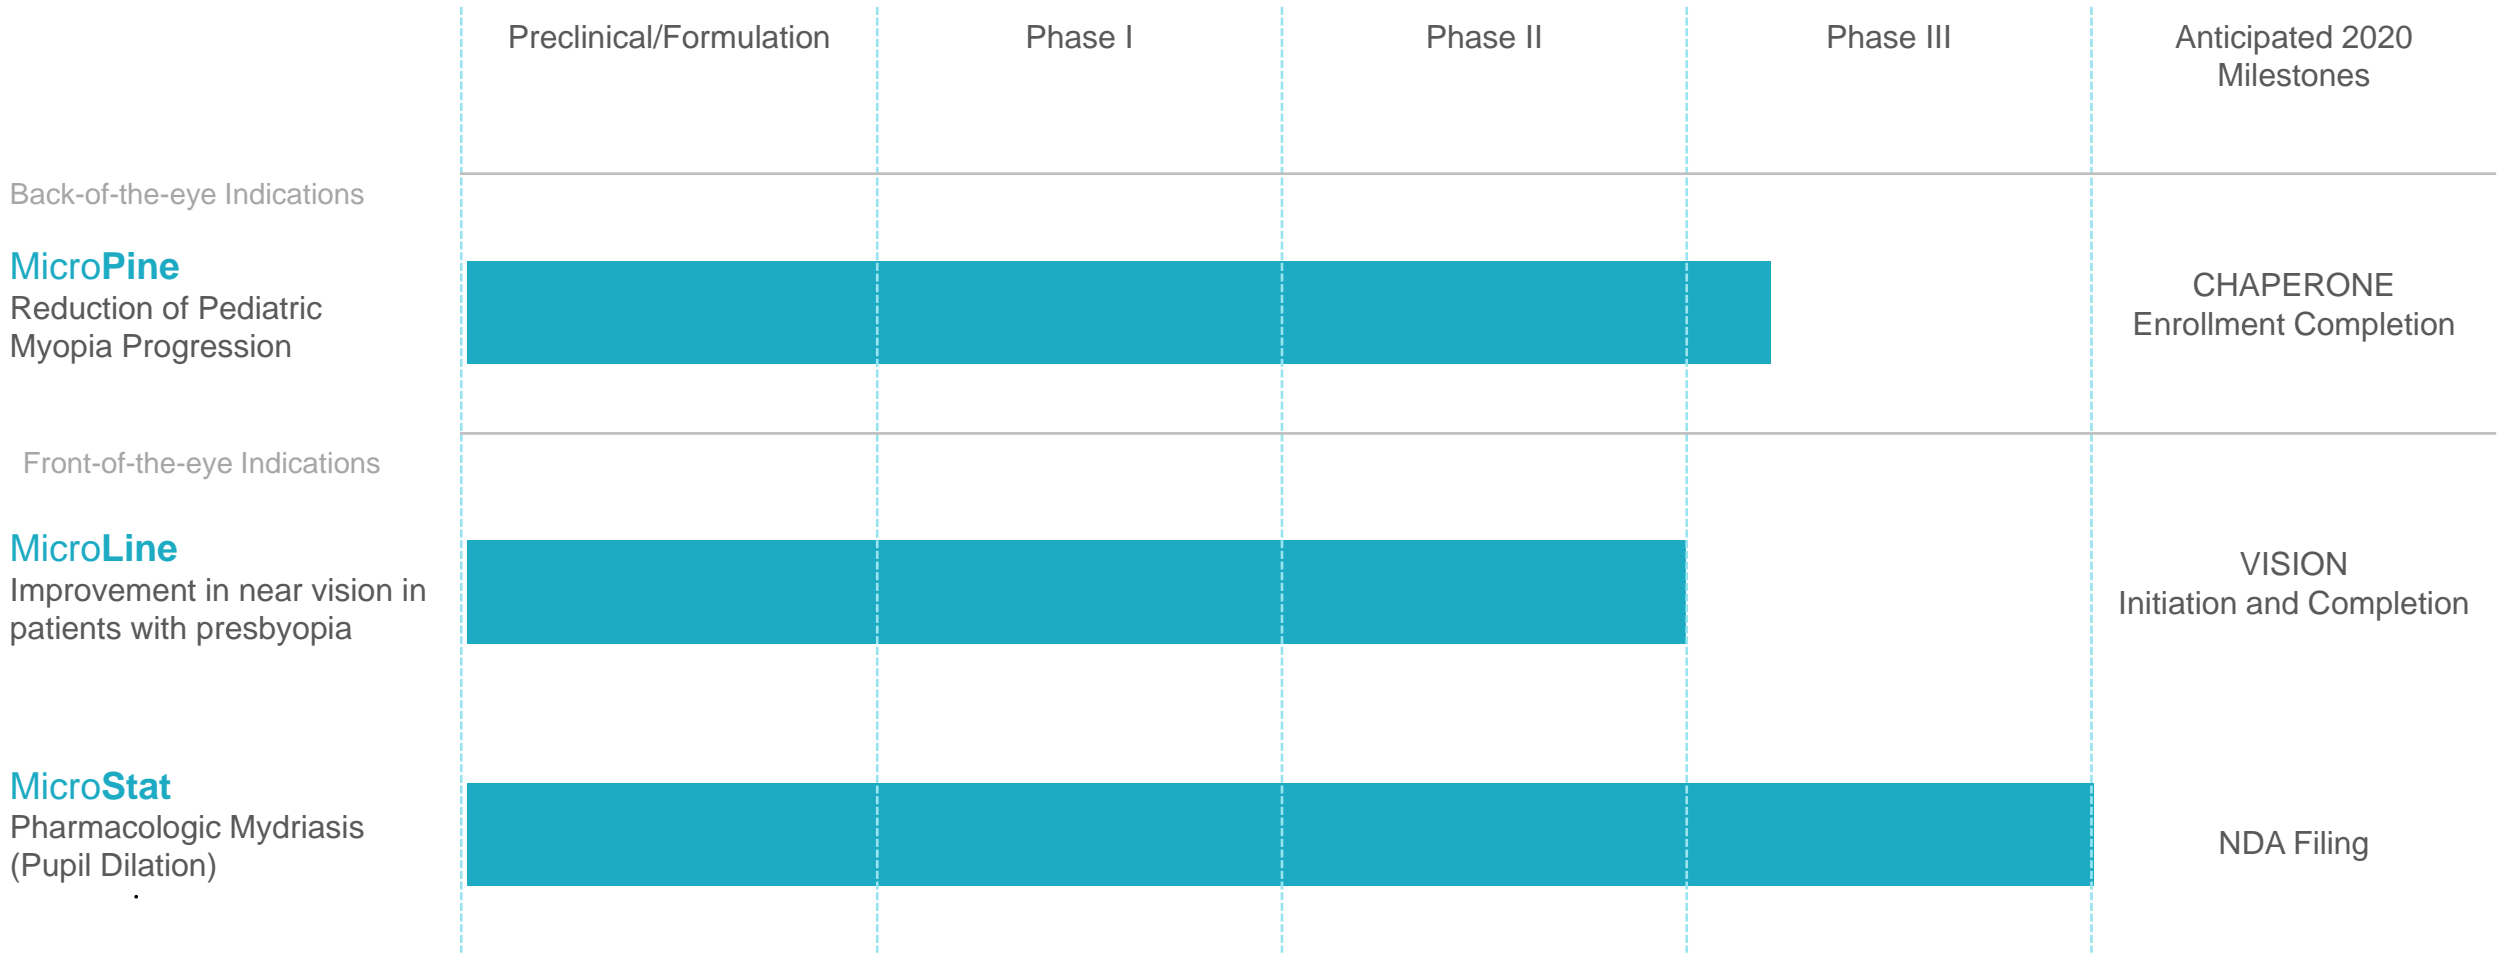 Preclinical/Formulation
Phase I
Phase II
Phase III
Anticipated 2020
Milestones
Back-of-the-eye Indications
MicroPine
Reduction of Pediatric
Myopia Progression
CHAPERONE
Enrollment Completion
Front-of-the-eye Indications
MicroLine
Improvement in near vision in
patients with presbyopia
VISION
Initiation and Completion
MicroStat
Pharmacologic Mydriasis
(Pupil Dilation)
.
NDA Filing